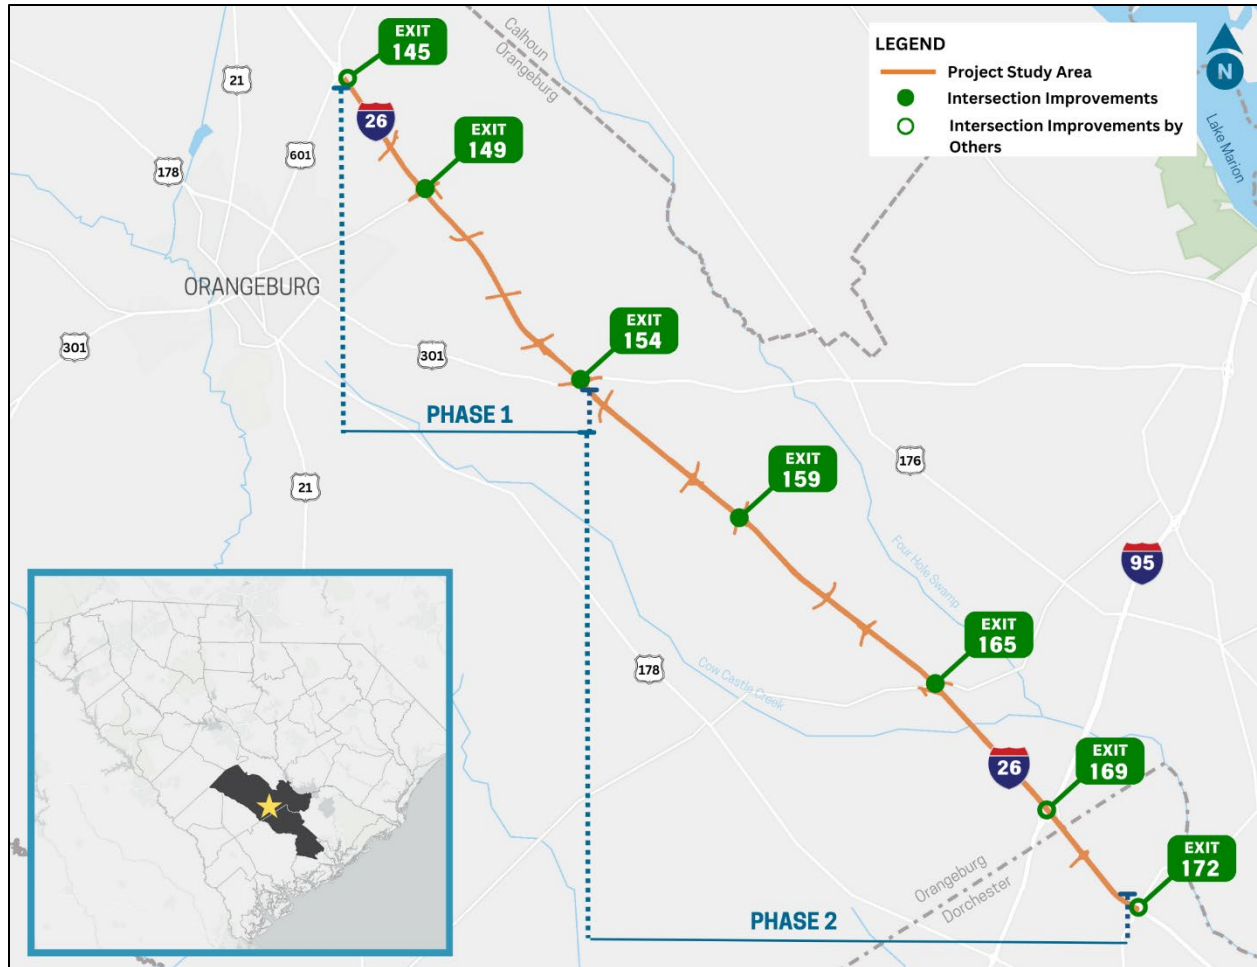 EXIT
145
Calhoun
Orangeburg
LEGEND
Project Study Area
Intersection Improvements
Intersection Improvements by
Others
N
Lake Marion
21
26
EXIT
149
601
178
ORANGEBURG
EXIT
154
301
301
PHASE 1
EXIT
159
176
21
Four Hole Swamp
95
EXIT
165
178
Cow Castle Creek
26
EXIT
169
EXIT
172
Orangeburg
Dorchester
PHASE 2